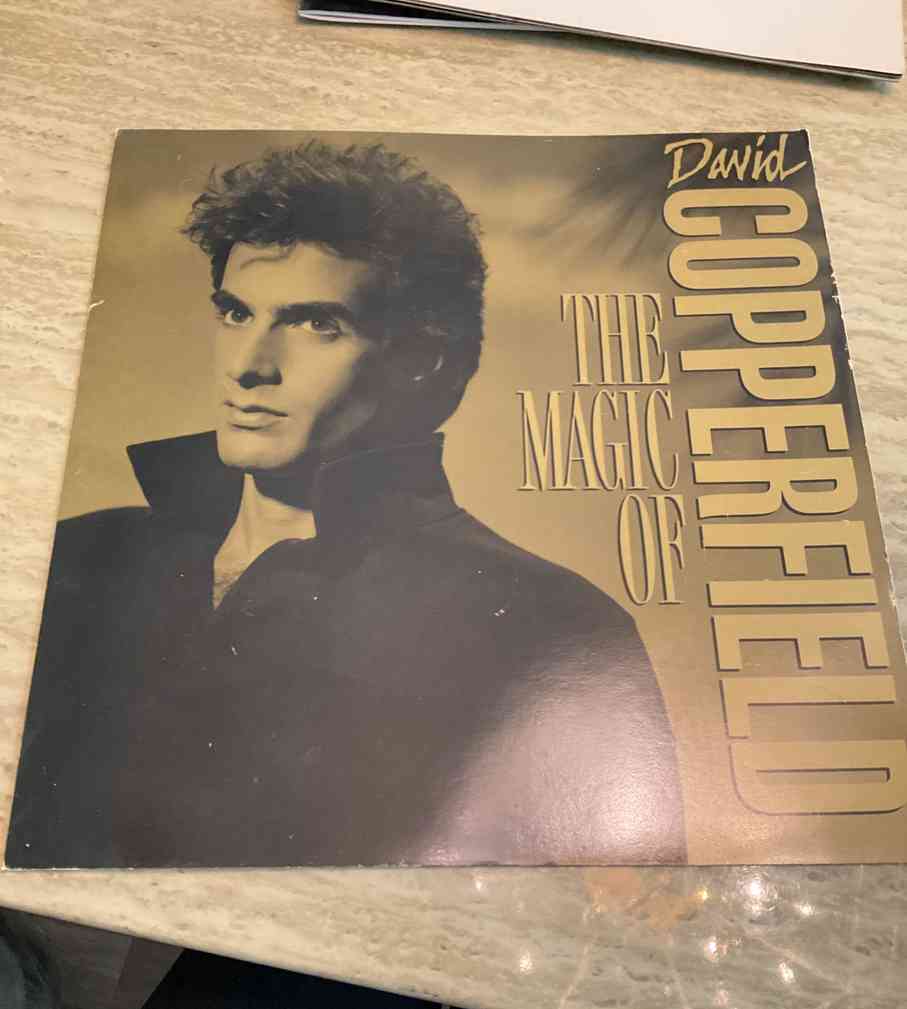 David
COPPERFIELD
THE
MAGIC
OF